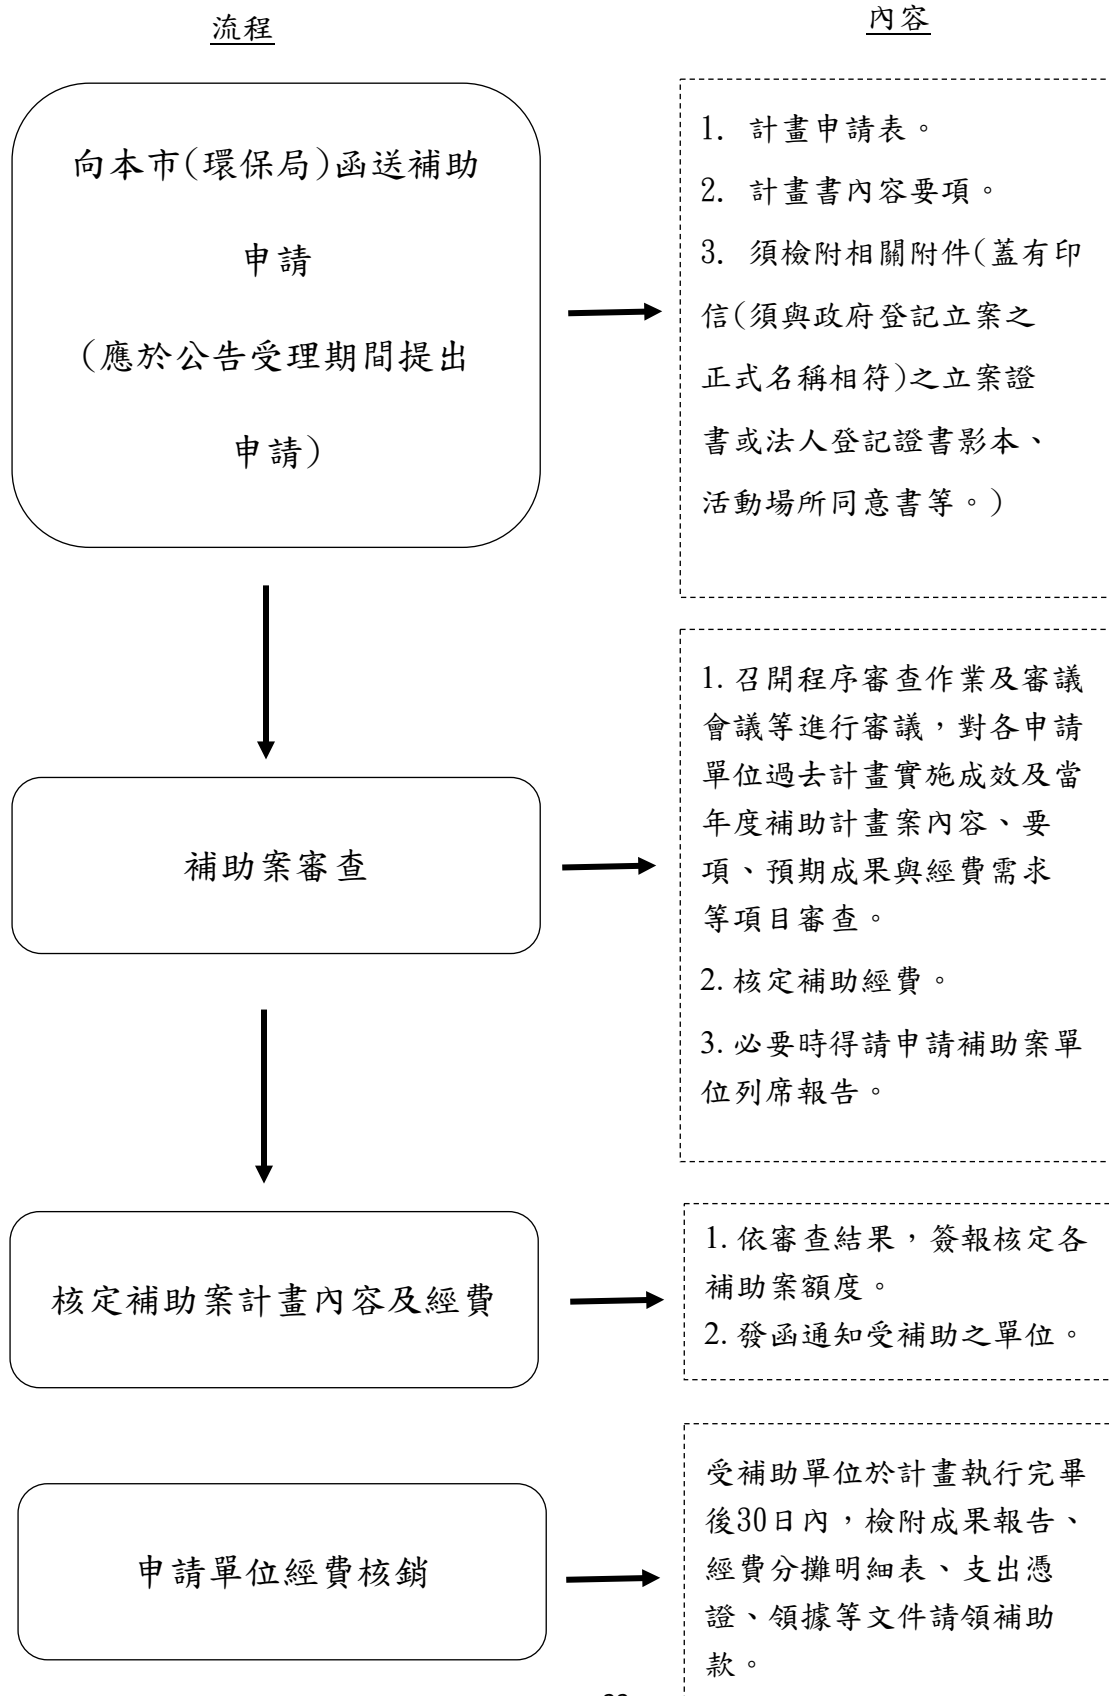 流程
內容
向本市(環保局)函送補助
申請
(應於公告受理期間提出
申請)
1. 計畫申請表。
2. 計畫書內容要項。
3. 須檢附相關附件(蓋有印
信(須與政府登記立案之
正式名稱相符)之立案證
書或法人登記證書影本、
活動場所同意書等。)
補助案審查
1.召開程序審查作業及審議
會議等進行審議，對各申請
單位過去計畫實施成效及當
年度補助計畫案內容、要
項、預期成果與經費需求
等項目審查。
2.核定補助經費。
3.必要時得請申請補助案單
位列席報告。
核定補助案計畫內容及經費
1.依審查結果，簽報核定各
補助案額度。
2.發函通知受補助之單位。
申請單位經費核銷
受補助單位於計畫執行完畢
後30日內，檢附成果報告、
經費分攤明細表、支出憑
證、領據等文件請領補助
款。